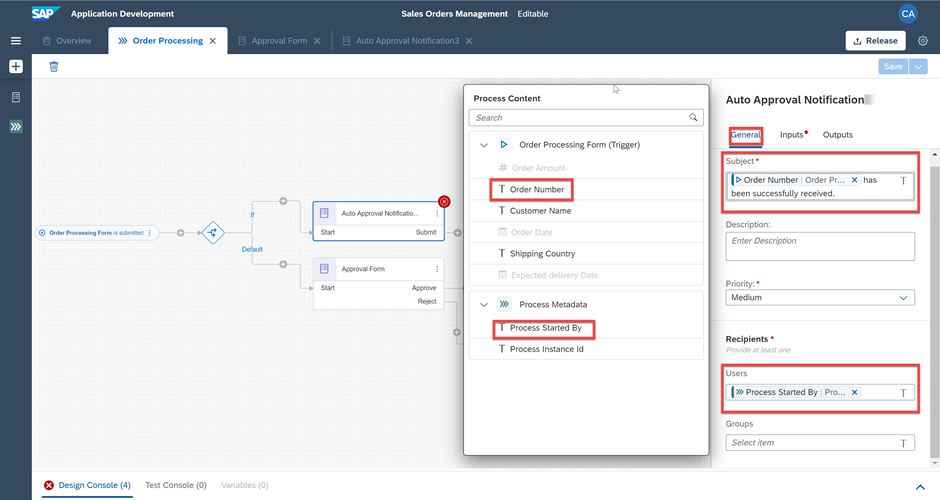 SAP Application Development
Sales Orders Management Editable
CA
Overview
Order Processing
Approval Form
Auto Approval Notification3
Release
Save
Order Processing Form is submitted
If
Default
Auto Approval Notificatio...
Start Submit
Approval Form
Start Approve
Reject
Process Content
Search
Order Processing Form (Trigger)
# Order Amount
T Order Number
T Customer Name
Order Date
T Shipping Country
Expected delivery Date
Process Metadata
T Process Started By
T Process Instance Id
Auto Approval Notification
General Inputs Outputs
Subject*
Order Number | Order Pr... × has T
been successfully received.
Description:
Enter Description
Priority: *
Medium
Recipients *
Provide at least one
Users
Process Started By | Pro... × T
Groups
Select item T
Design Console (4) Test Console (0) Variables (0)